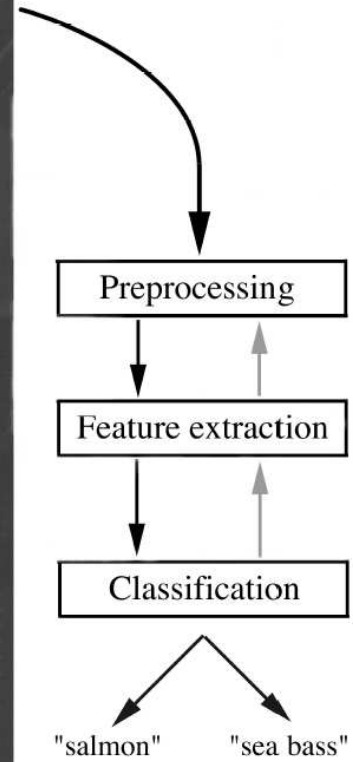 Preprocessing
Feature extraction
Classification
"salmon"
"sea bass"